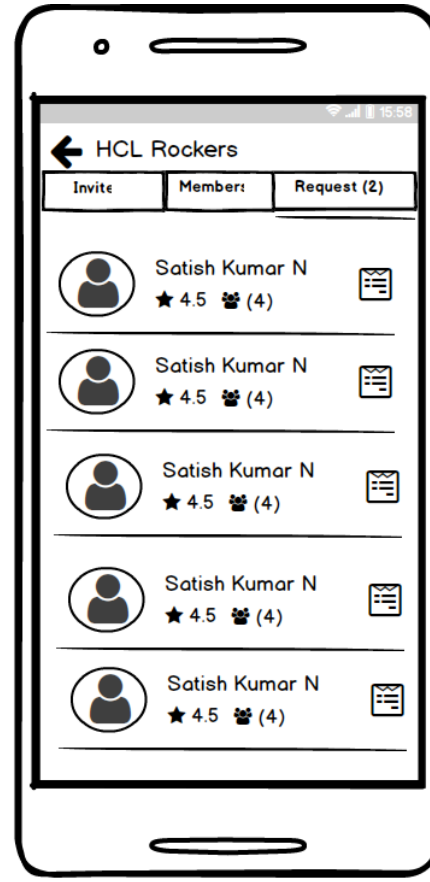 15:58
HCL Rockers
Invite Members Request (2)
Satish Kumar N
4.5 (4)
Satish Kumar N
4.5 (4)
Satish Kumar N
4.5 (4)
Satish Kumar N
4.5 (4)
Satish Kumar N
4.5 (4)